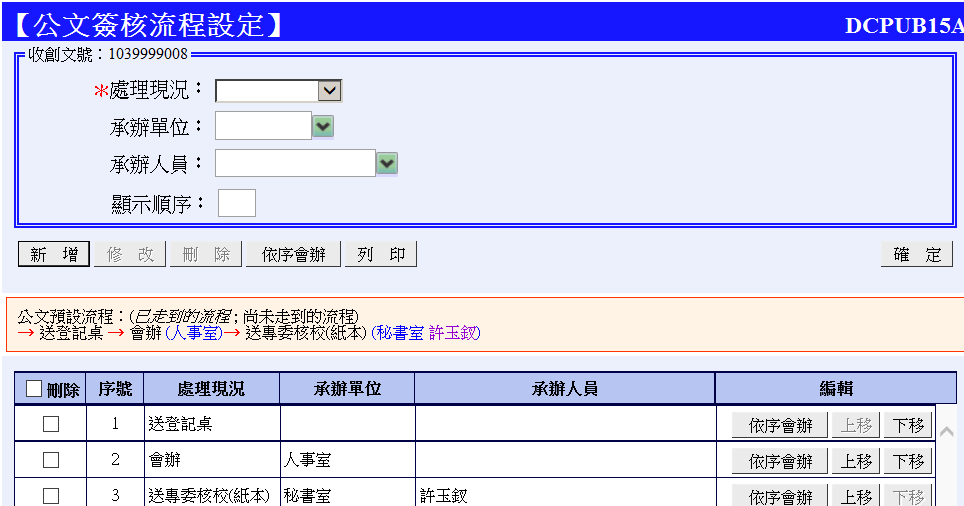 【公文簽核流程設定】 DCPUB15A
收創文號：1039999008
*處理現況：
承辦單位：
承辦人員：
顯示順序：
新 增 修 改 刪 除 依序會辦 列 印 確 定
公文預設流程：(已走到的流程 ; 尚未走到的流程)
→ 送登記桌 → 會辦 (人事室)→ 送專委核校(紙本) (秘書室 許玉釵)
刪除 序號 處理現況 承辦單位 承辦人員 編輯
1 送登記桌 依序會辦 上移 下移
2 會辦 人事室 依序會辦 上移 下移
3 送專委核校(紙本) 秘書室 許玉釵 依序會辦 上移 下移